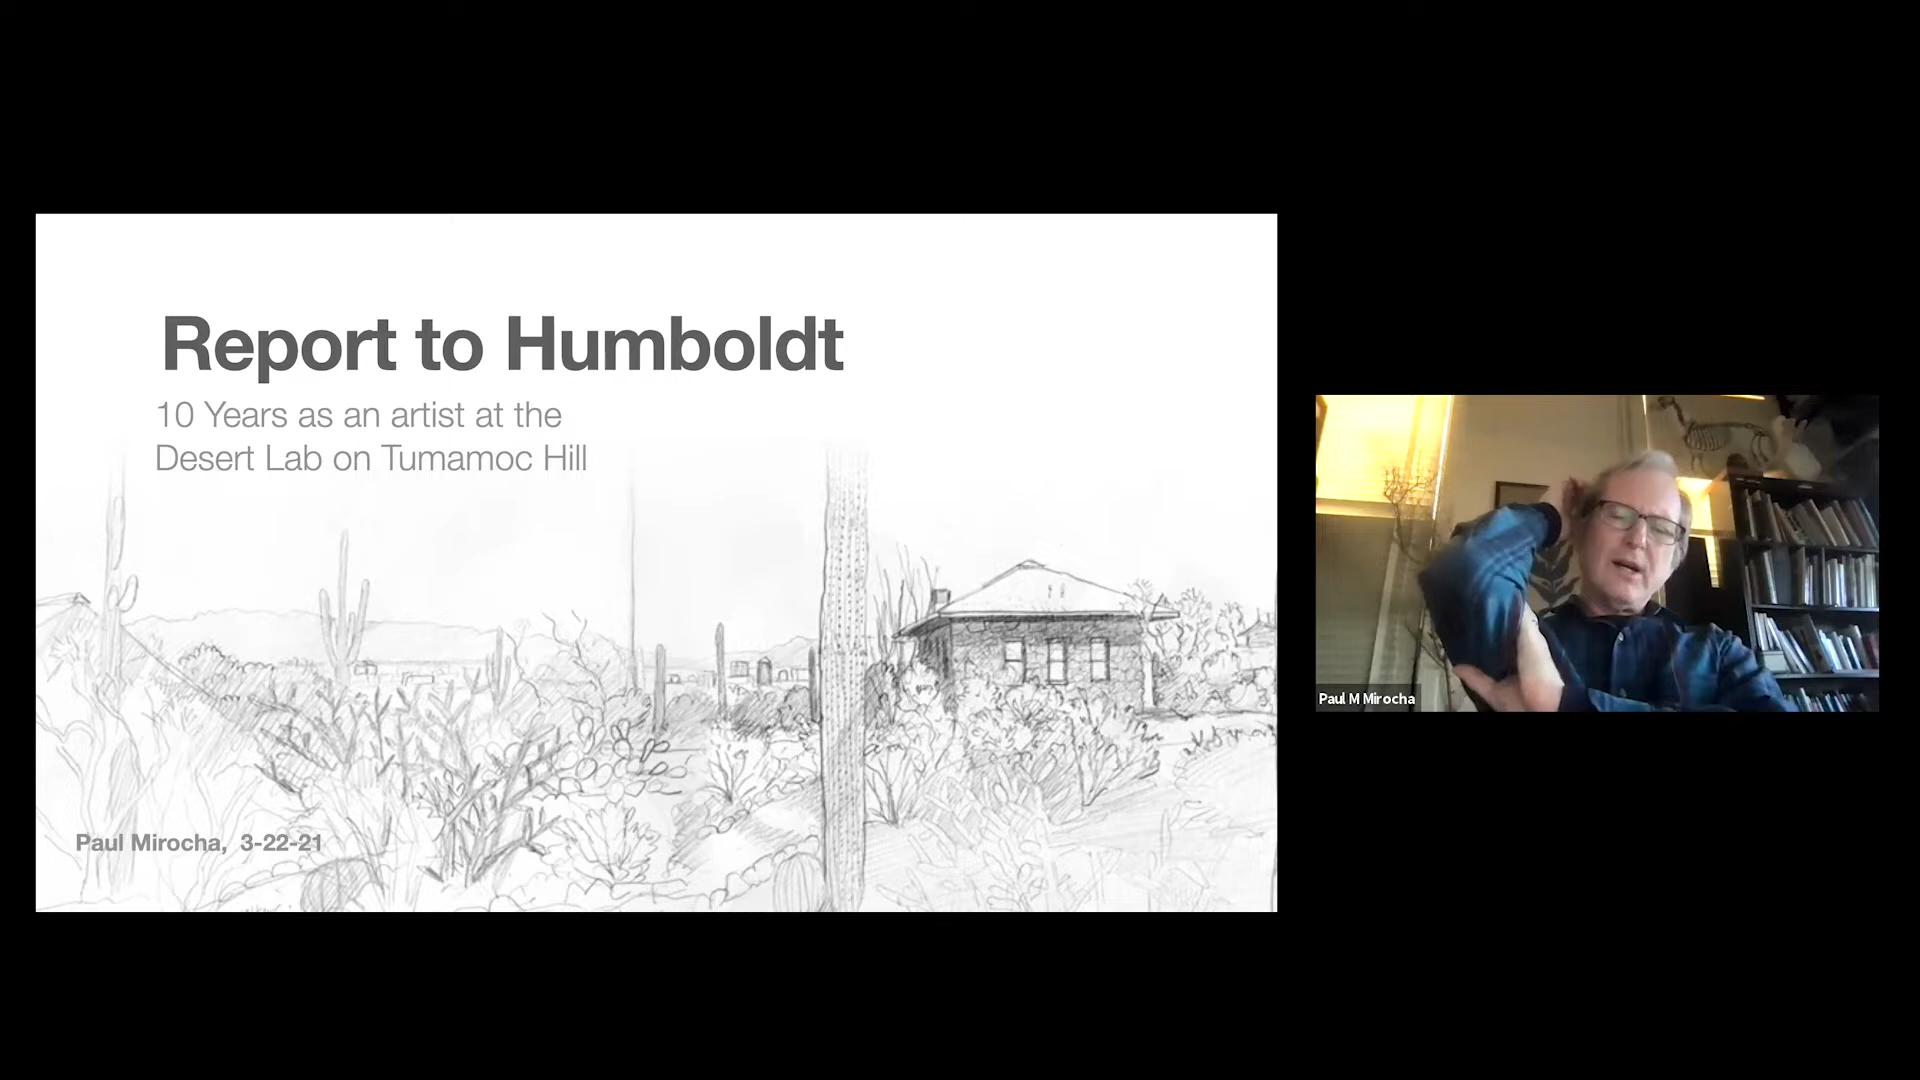 Report to Humboldt
10 Years as an artist at the
Desert Lab on Tumamoc Hill
Paul Mirocha, 3-22-21
Paul M Mirocha